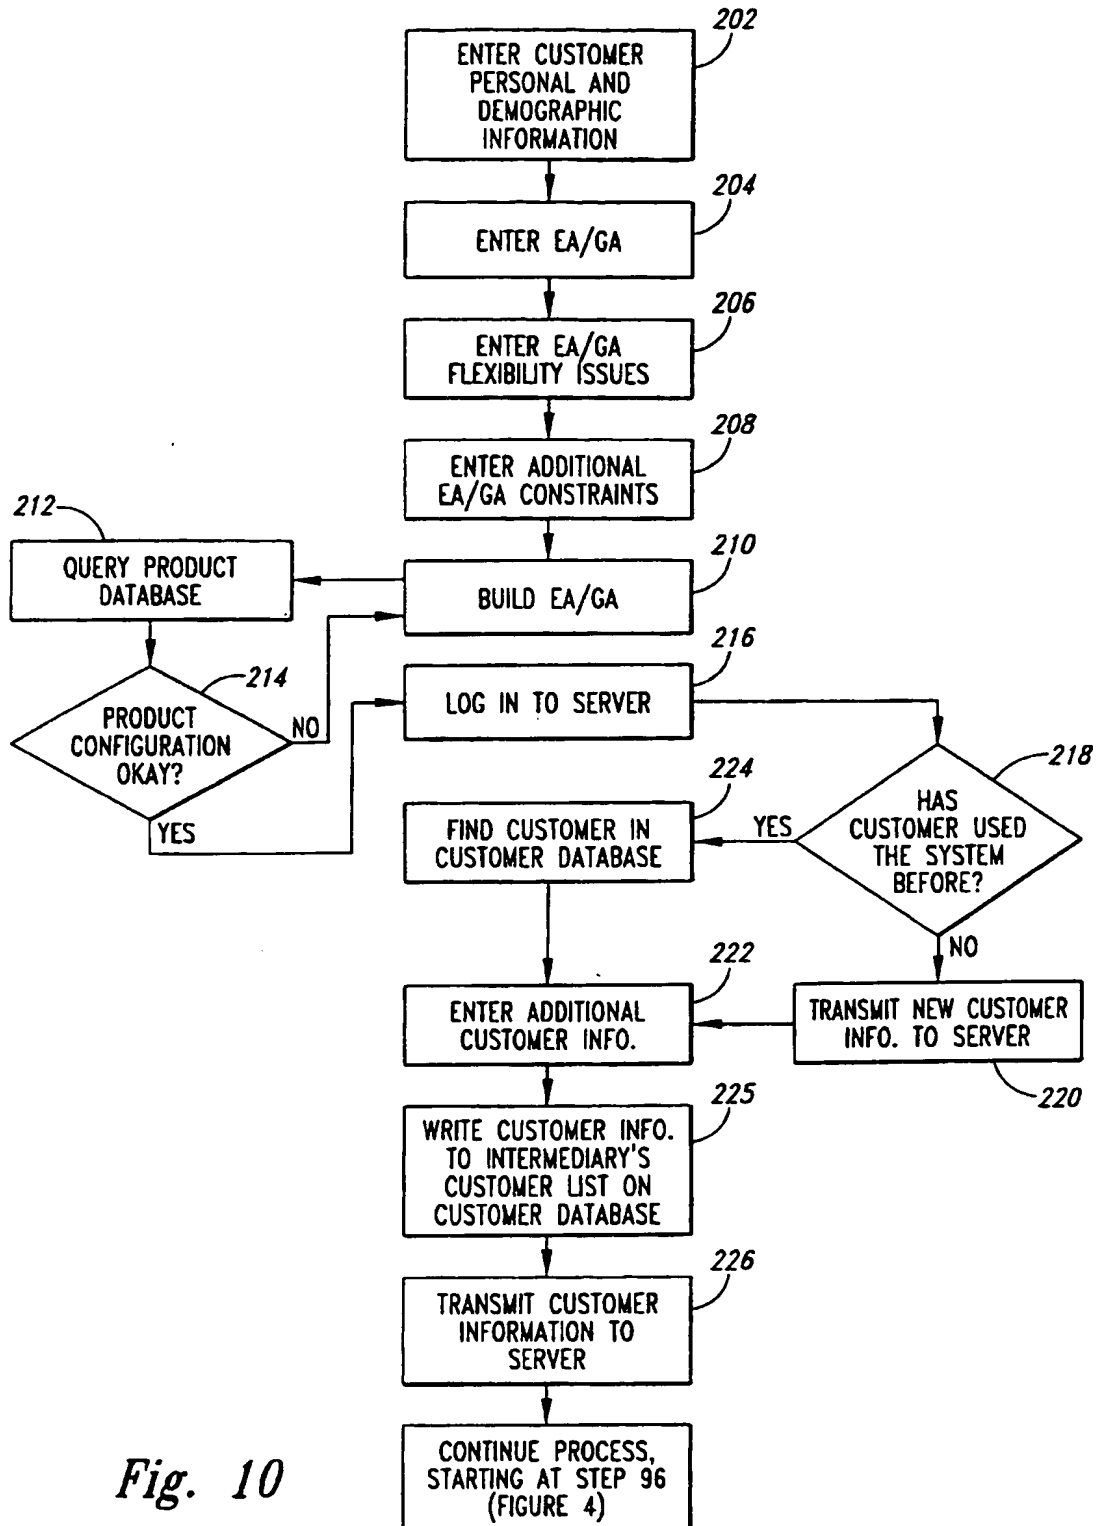 202
ENTER CUSTOMER
PERSONAL AND
DEMOGRAPHIC
INFORMATION
204
ENTER EA/GA
206
ENTER EA/GA
FLEXIBILITY ISSUES
208
ENTER ADDITIONAL
EA/GA CONSTRAINTS
212
QUERY PRODUCT
DATABASE
210
BUILD EA/GA
214
PRODUCT
CONFIGURATION
OKAY?
NO
YES
216
LOG IN TO SERVER
218
HAS
CUSTOMER USED
THE SYSTEM
BEFORE?
YES
NO
224
FIND CUSTOMER IN
CUSTOMER DATABASE
222
ENTER ADDITIONAL
CUSTOMER INFO.
TRANSMIT NEW CUSTOMER
INFO. TO SERVER
220
225
WRITE CUSTOMER INFO.
TO INTERMEDIARY'S
CUSTOMER LIST ON
CUSTOMER DATABASE
226
TRANSMIT CUSTOMER
INFORMATION TO
SERVER
CONTINUE PROCESS,
STARTING AT STEP 96
(FIGURE 4)
Fig. 10